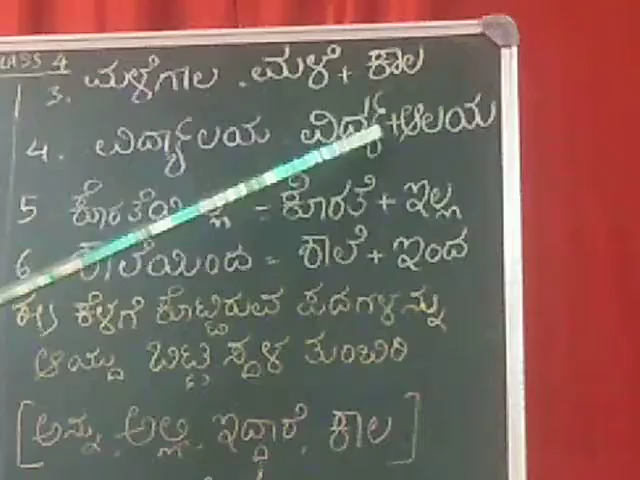 CLASS 4
3. ಮಳೆಗಾಲ . ಮಳೆ + ಕಾಲ
4. ವಿದ್ಯಾಲಯ ವಿದ್ಯಾ + ಆಲಯ
5 ಕೊರತೆಯಿಲ್ಲ = ಕೊರತೆ + ಇಲ್ಲ
6 ಶಾಲೆಯಿಂದ = ಶಾಲೆ + ಇಂದ
ಈ ಕೆಳಗೆ ಕೊಟ್ಟಿರುವ ಪದಗಳನ್ನು
ಆಯ್ದು ಬಿಟ್ಟ ಸ್ಥಳ ತುಂಬಿರಿ
[ ಅನ್ನು, ಅಲ್ಲಿ, ಇದ್ದಾರೆ, ಕಾಲ ]